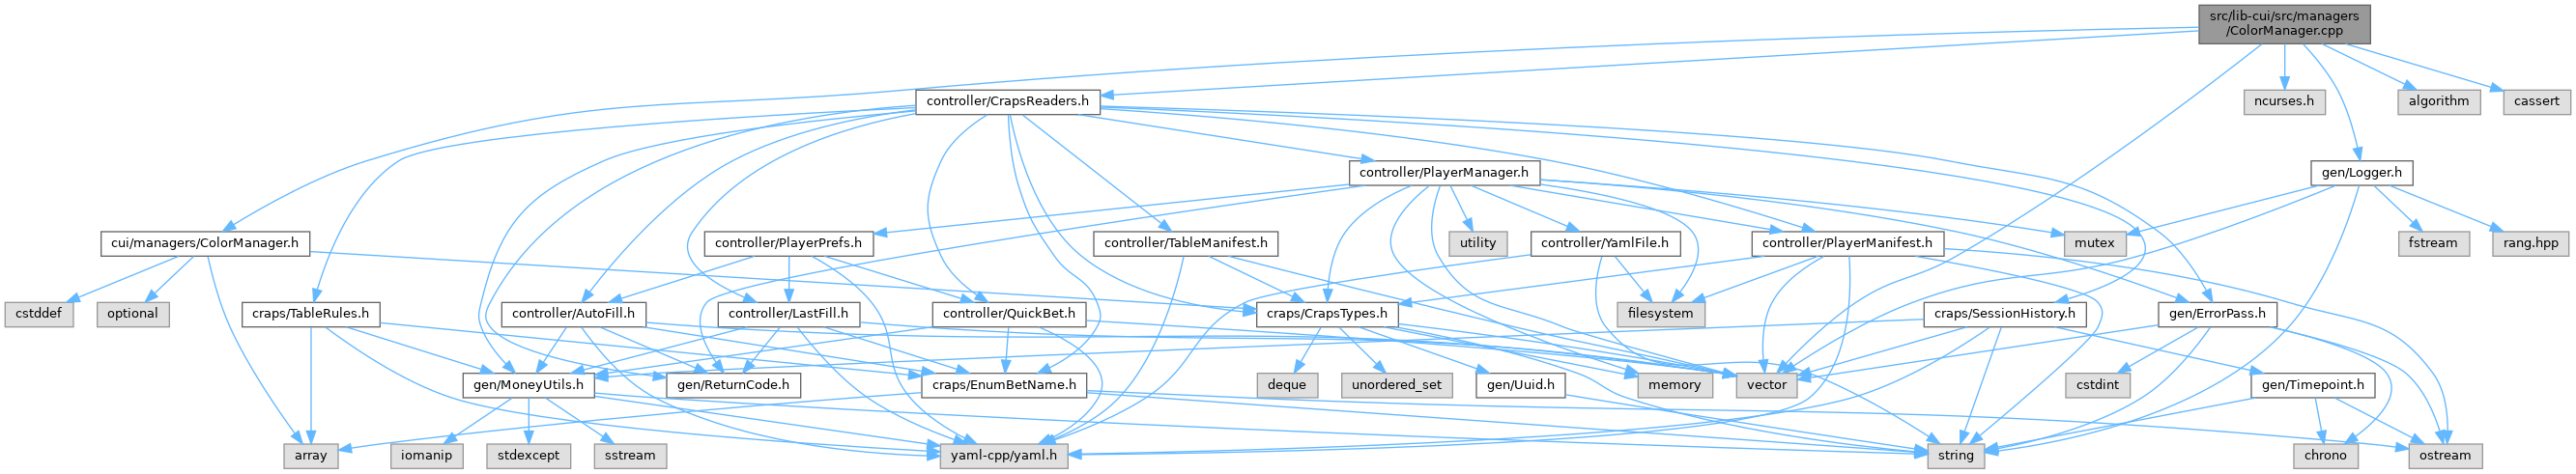 src/lib-cui/src/managers
/ColorManager.cpp
controller/CrapsReaders.h
ncurses.h
algorithm
cassert
controller/PlayerManager.h
gen/Logger.h
cui/managers/ColorManager.h
controller/PlayerPrefs.h
controller/TableManifest.h
utility
controller/YamlFile.h
controller/PlayerManifest.h
mutex
fstream
rang.hpp
cstddef
optional
craps/TableRules.h
controller/AutoFill.h
controller/LastFill.h
controller/QuickBet.h
craps/CrapsTypes.h
filesystem
craps/SessionHistory.h
gen/ErrorPass.h
gen/MoneyUtils.h
gen/ReturnCode.h
craps/EnumBetName.h
deque
unordered_set
gen/Uuid.h
memory
vector
cstdint
gen/Timepoint.h
array
iomanip
stdexcept
sstream
yaml-cpp/yaml.h
string
chrono
ostream